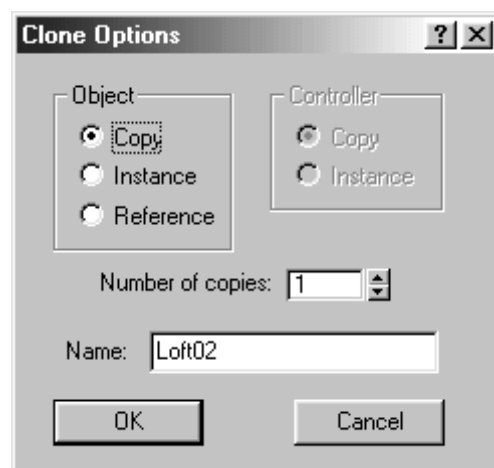 Clone Options ? X
Object Controller
Copy Copy
Instance Instance
Reference
Number of copies: 1
Name: Loft02
OK Cancel